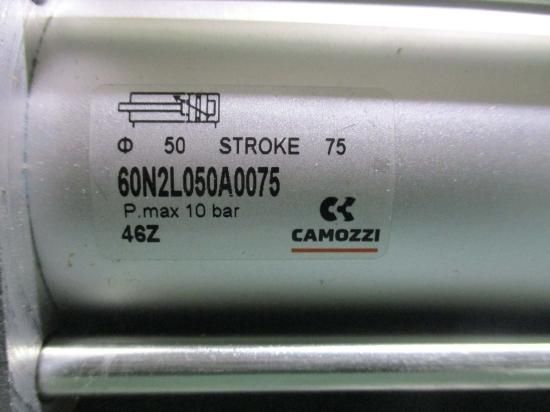 Φ 50 STROKE 75
60N2L050A0075
P.max 10 bar
46Z
CAMOZZI